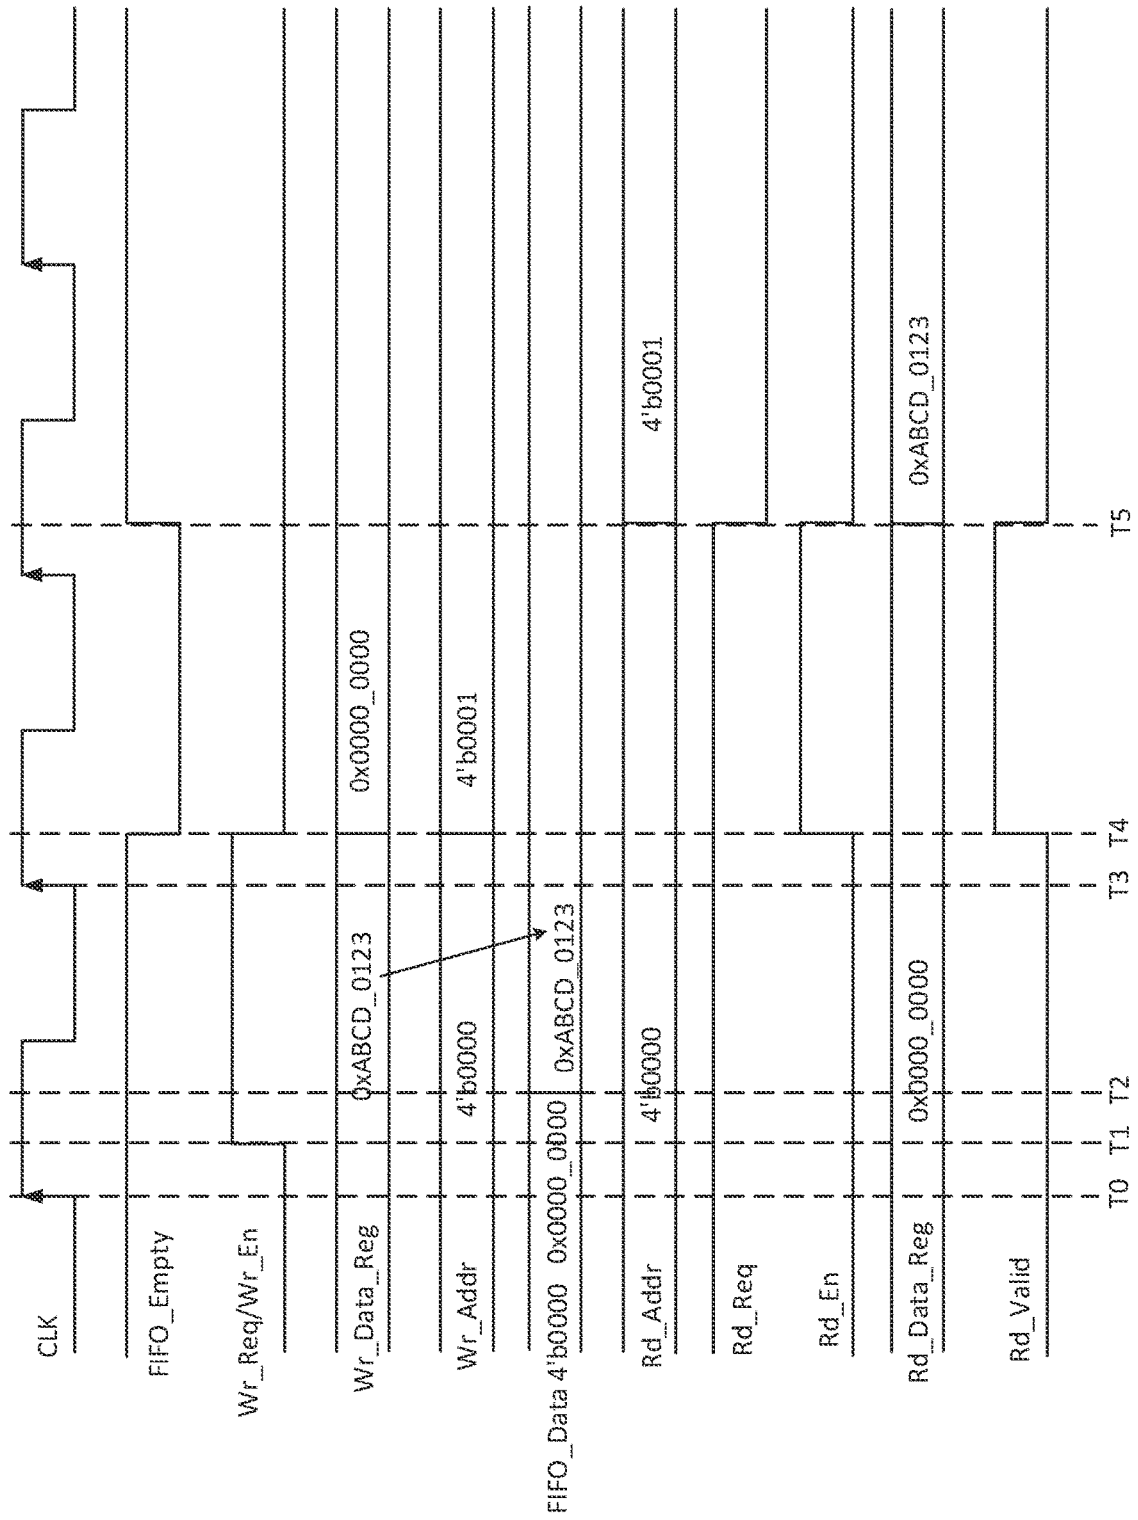 CLK
FIFO_Empty
Wr_Req/Wr_En
Wr_Data_Reg 0xABCD_0123 0x0000_0000
Wr_Addr 4'b0000 4'b0001
FIFO_Data 4'b0000 0x0000_0000 0xABCD_0123
Rd_Addr 4'b0000 4'b0001
Rd_Req
Rd_En
Rd_Data_Reg 0x0000_0000 0xABCD_0123
Rd_Valid
T0 T1 T2 T3 T4 T5